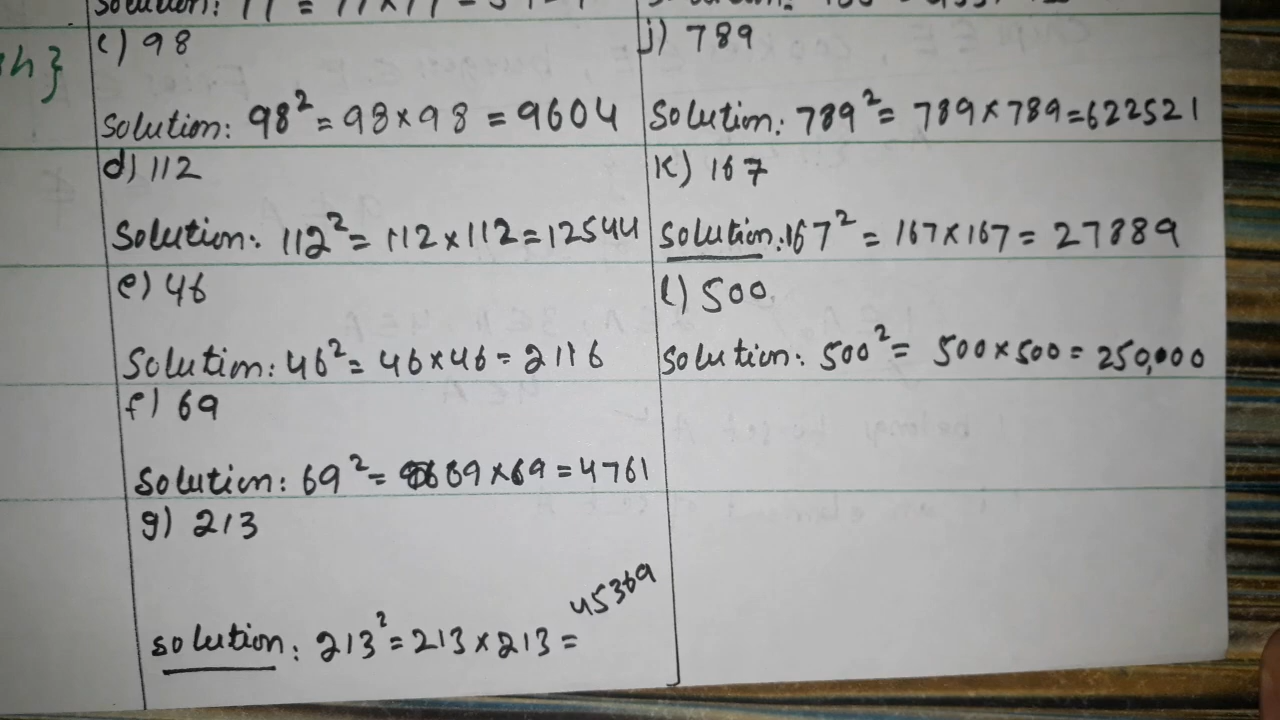 c) 98
Solution: 98² = 98×98 = 9604
d) 112
Solution: 112² = 112×112 = 12544
e) 46
Solution: 46² = 46×46 = 2116
f) 69
Solution: 69² = 69×69 = 4761
g) 213
solution: 213² = 213×213 = 45369
j) 789
Solution: 789² = 789×789 = 622521
K) 167
Solution: 167² = 167×167 = 27889
l) 500
Solution: 500² = 500×500 = 250,000